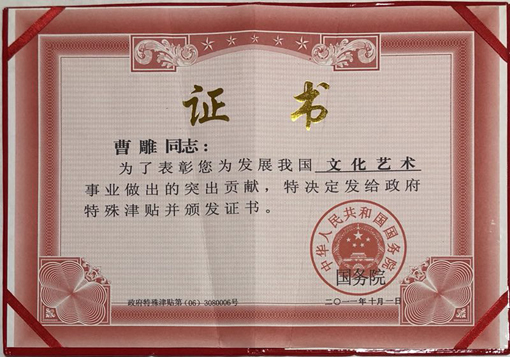 证书
曹雕 同志：
为了表彰您为发展我国 文化艺术
事业做出的突出贡献，特决定发给政府
特殊津贴并颁发证书。
中华人民共和国国务院
国务院
政府特殊津贴第（06）3080006号
二〇一一年十月一日